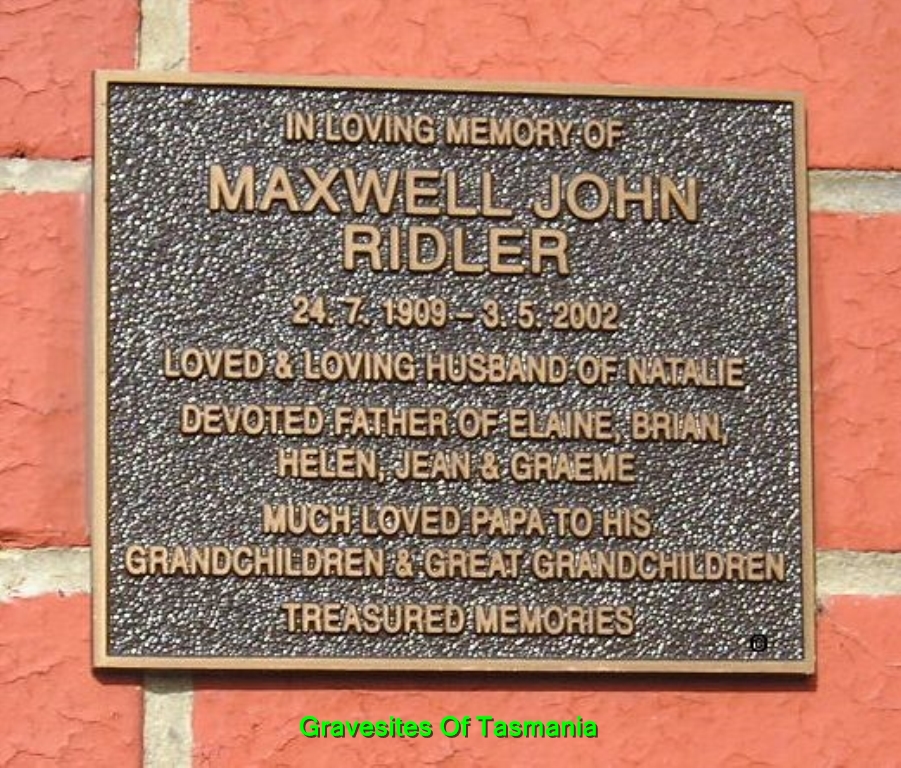 IN LOVING MEMORY OF
MAXWELL JOHN
RIDLER
24. 7. 1909 – 3. 5. 2002
LOVED & LOVING HUSBAND OF NATALIE
DEVOTED FATHER OF ELAINE, BRIAN,
HELEN, JEAN & GRAEME
MUCH LOVED PAPA TO HIS
GRANDCHILDREN & GREAT GRANDCHILDREN
TREASURED MEMORIES
©
Gravesites Of Tasmania